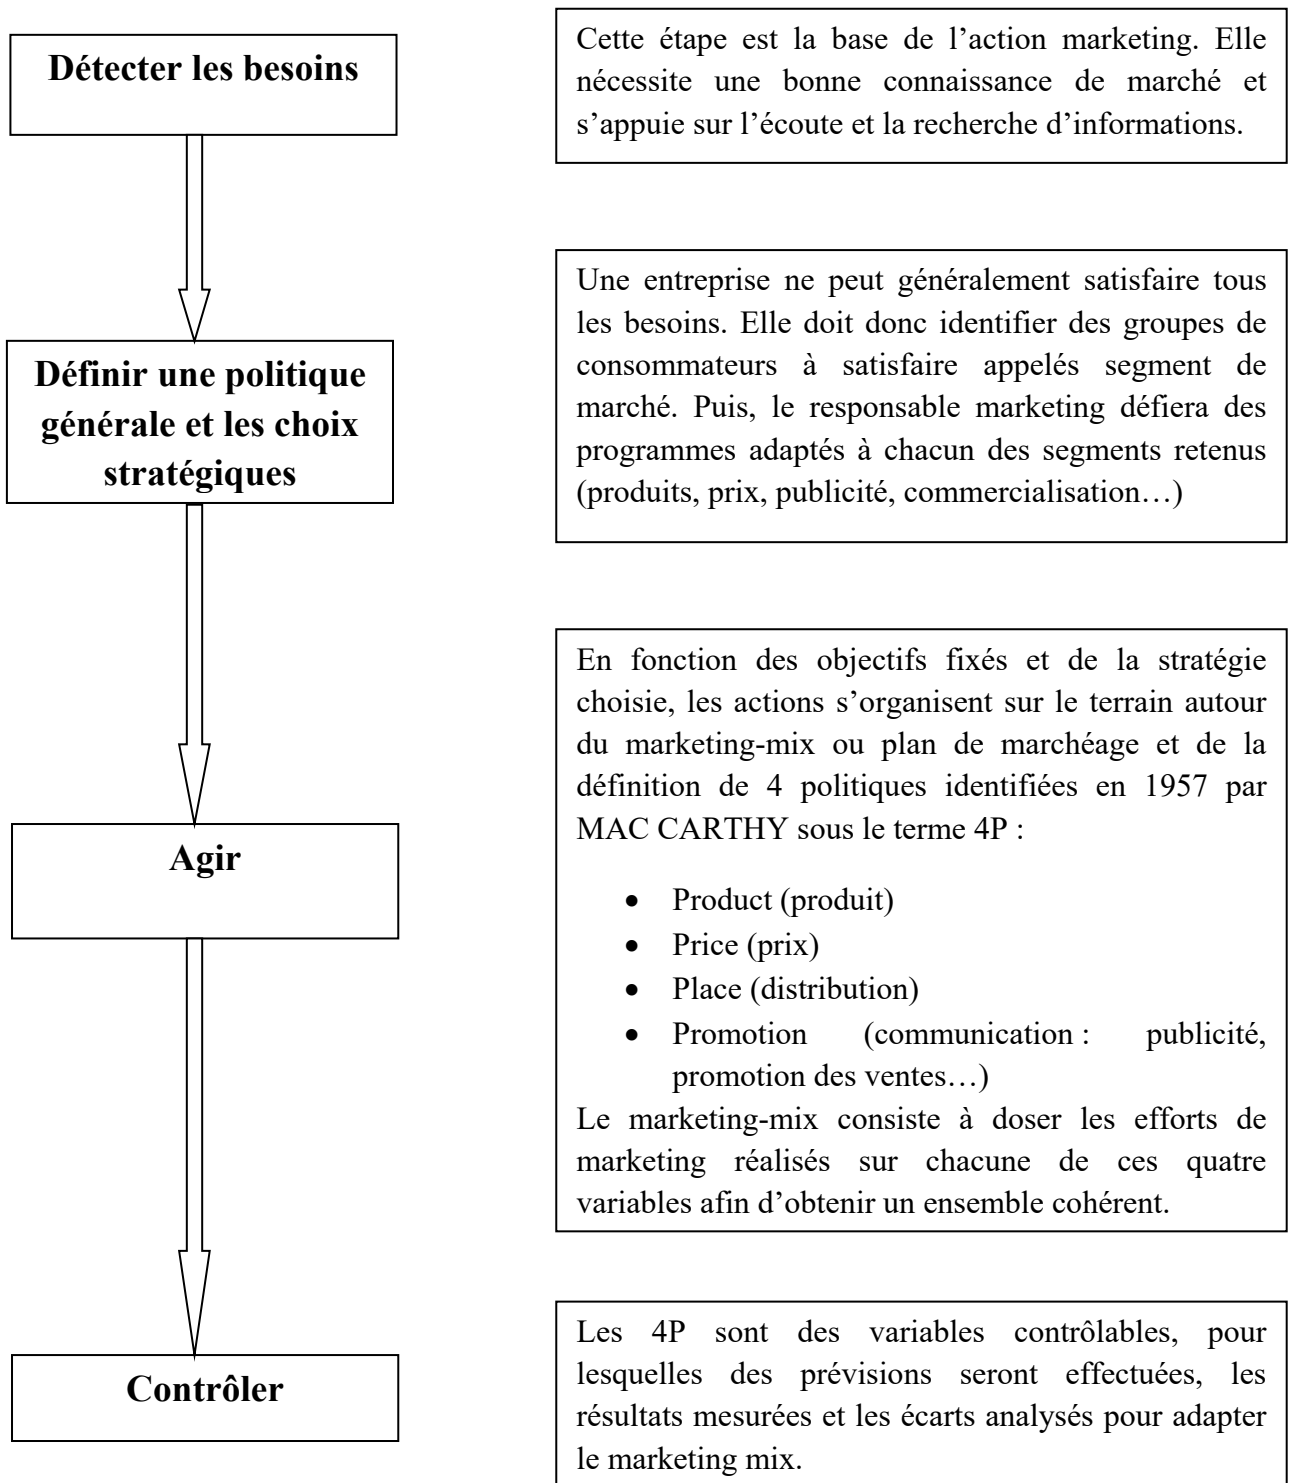 Détecter les besoins
Cette étape est la base de l’action marketing. Elle
nécessite une bonne connaissance de marché et
s’appuie sur l’écoute et la recherche d’informations.
Définir une politique
générale et les choix
stratégiques
Une entreprise ne peut généralement satisfaire tous
les besoins. Elle doit donc identifier des groupes de
consommateurs à satisfaire appelés segment de
marché. Puis, le responsable marketing défiera des
programmes adaptés à chacun des segments retenus
(produits, prix, publicité, commercialisation…)
Agir
En fonction des objectifs fixés et de la stratégie
choisie, les actions s’organisent sur le terrain autour
du marketing-mix ou plan de marchéage et de la
définition de 4 politiques identifiées en 1957 par
MAC CARTHY sous le terme 4P :
• Product (produit)
• Price (prix)
• Place (distribution)
• Promotion (communication : publicité,
promotion des ventes…)
Le marketing-mix consiste à doser les efforts de
marketing réalisés sur chacune de ces quatre
variables afin d’obtenir un ensemble cohérent.
Contrôler
Les 4P sont des variables contrôlables, pour
lesquelles des prévisions seront effectuées, les
résultats mesurées et les écarts analysés pour adapter
le marketing mix.